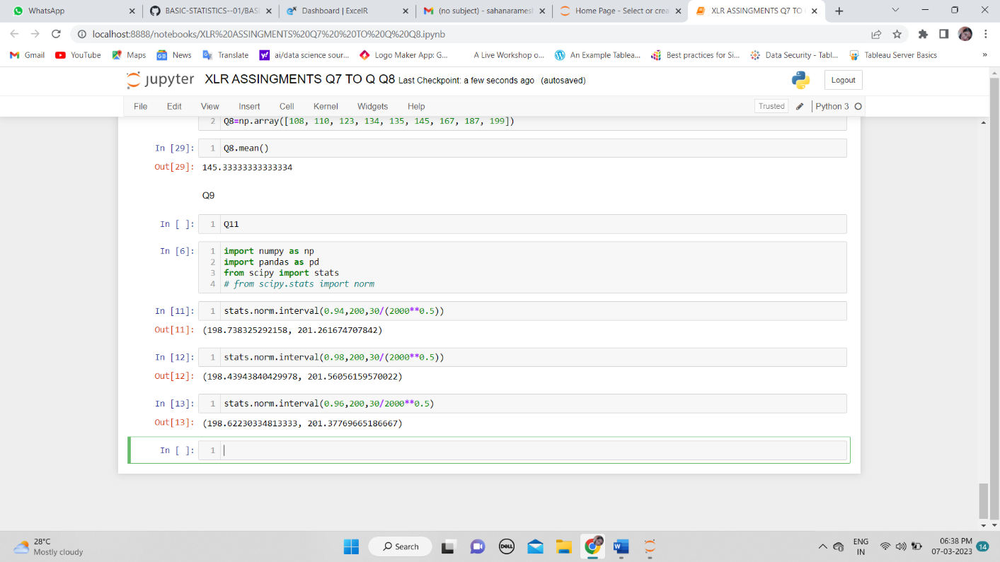 WhatsApp
BASIC-STATISTICS--01/BASI
Dashboard | ExcelR
(no subject) - sahanarames
Home Page - Select or crea
XLR ASSINGMENTS Q7 TO
localhost:8888/notebooks/XLR%20ASSINGMENTS%20Q7%20%20TO%20Q%20Q8.ipynb
Gmail
YouTube
Maps
News
Translate
ai/data science sour...
Logo Maker App: G...
A Live Workshop o...
An Example Tablea...
Best practices for Si...
Data Security - Tabl...
Tableau Server Basics
»
jupyter XLR ASSINGMENTS Q7 TO Q Q8 Last Checkpoint: a few seconds ago (autosaved)
Logout
File Edit View Insert Cell Kernel Widgets Help
Trusted
Python 3
2 Q8=np.array([108, 110, 123, 134, 135, 145, 167, 187, 199])
In [29]: 1 Q8.mean()
Out[29]: 145.33333333333334
Q9
In [ ]: 1 Q11
In [6]: 1 import numpy as np
2 import pandas as pd
3 from scipy import stats
4 # from scipy.stats import norm
In [11]: 1 stats.norm.interval(0.94,200,30/(2000**0.5))
Out[11]: (198.738325292158, 201.261674707842)
In [12]: 1 stats.norm.interval(0.98,200,30/(2000**0.5))
Out[12]: (198.43943840429978, 201.56056159570022)
In [13]: 1 stats.norm.interval(0.96,200,30/2000**0.5)
Out[13]: (198.62230334813333, 201.37769665186667)
In [ ]: 1
28°C
Mostly cloudy
Search
DELL
ENG
IN
06:38 PM
07-03-2023
14